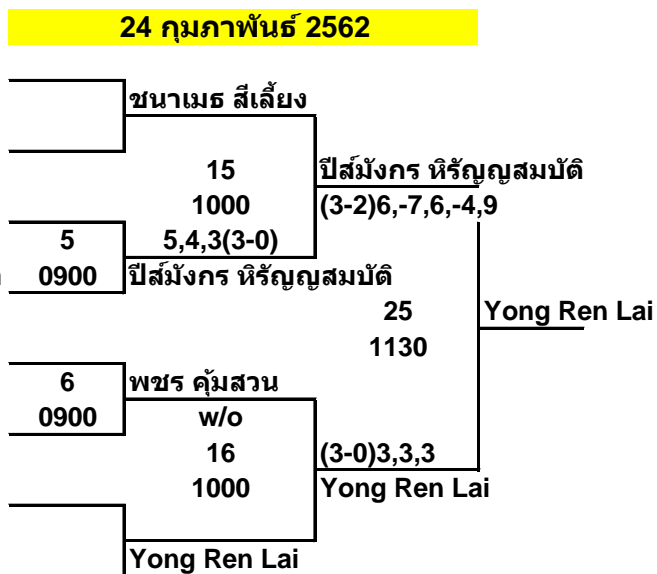 24 กุมภาพันธ์ 2562
ชนาเมธ สีเลี้ยง
15
ปีส์มังกร หิรัญญสมบัติ
1000
(3-2)6,-7,6,-4,9
5
5,4,3(3-0)
0900
ปีส์มังกร หิรัญญสมบัติ
25
Yong Ren Lai
1130
6
พชร คุ้มสวน
0900
w/o
16
(3-0)3,3,3
1000
Yong Ren Lai
Yong Ren Lai